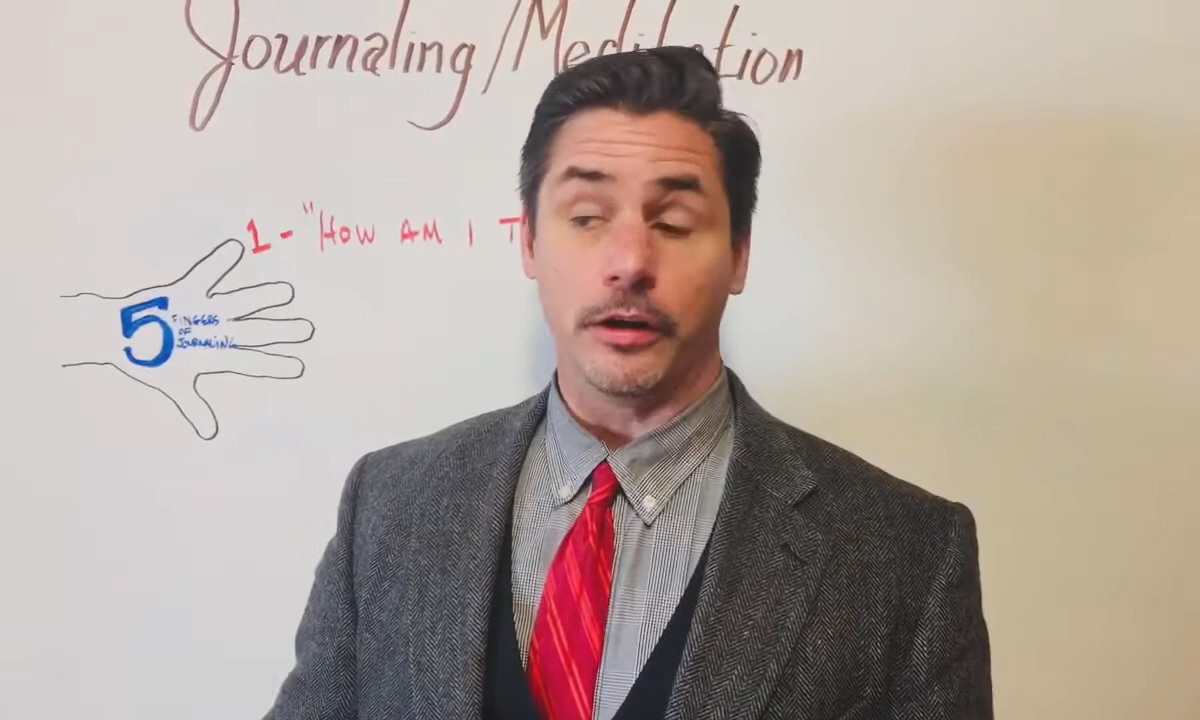 Journaling/Meditation
1 - "How AM I T
5 FINGERS
OF
JOURNALING